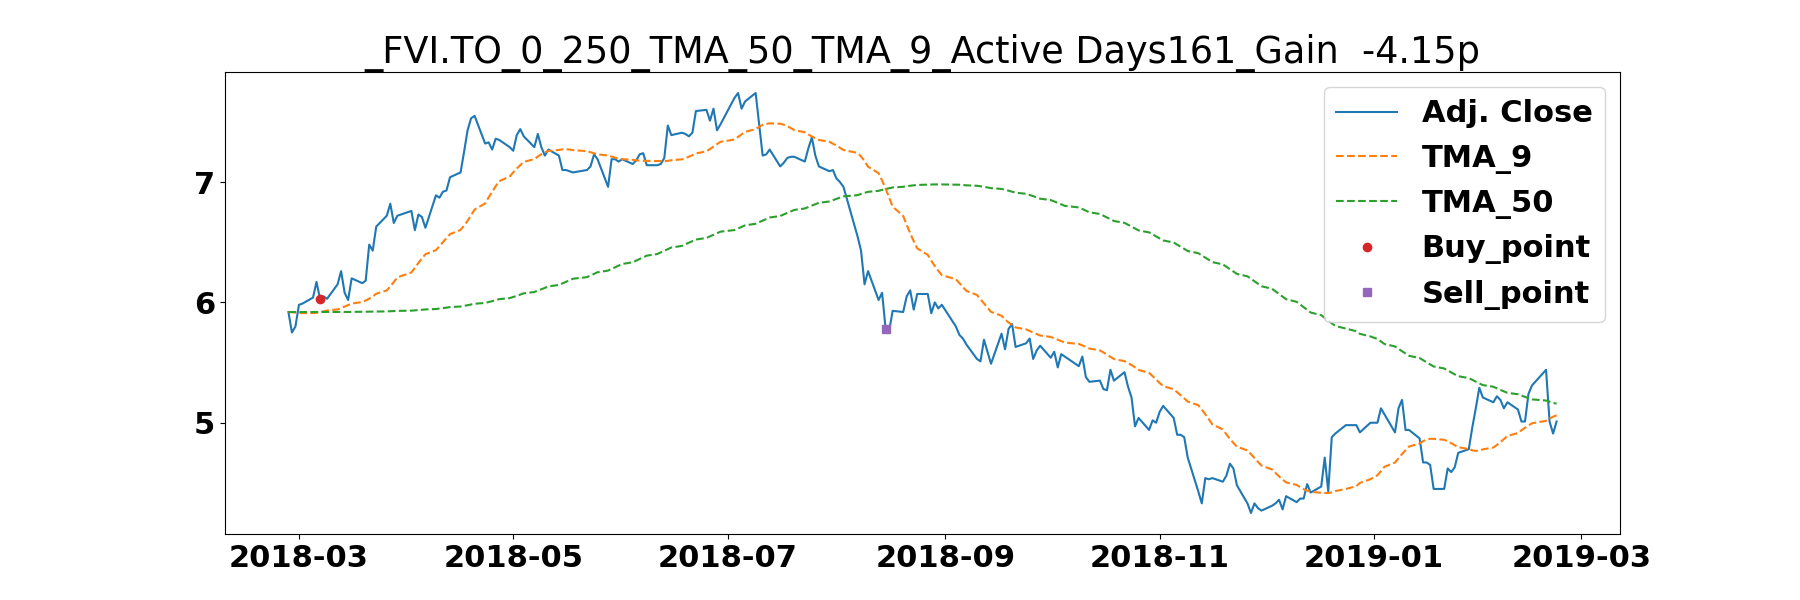 _FVI.TO_0_250_TMA_50_TMA_9_Active Days161_Gain  -4.15p
Adj. Close
TMA_9
TMA_50
Buy_point
Sell_point
7
6
5
2018-03 2018-05 2018-07 2018-09 2018-11 2019-01 2019-03